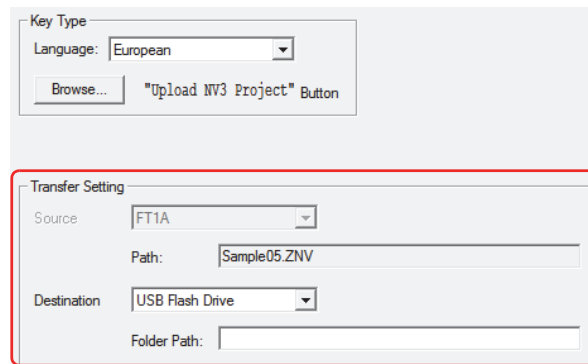 Key Type
Language: European
Browse... "Upload NV3 Project" Button
Transfer Setting
Source FT1A
Path: Sample05.ZNV
Destination USB Flash Drive
Folder Path: